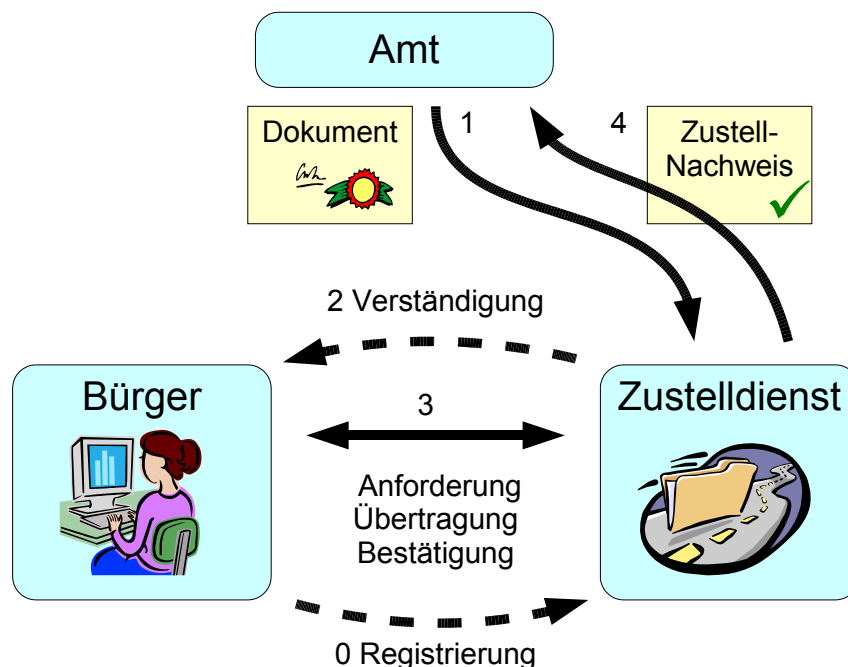 Amt
Dokument
1
4
Zustell-
Nachweis
2 Verständigung
Bürger
3
Zustelldienst
Anforderung
Übertragung
Bestätigung
0 Registrierung